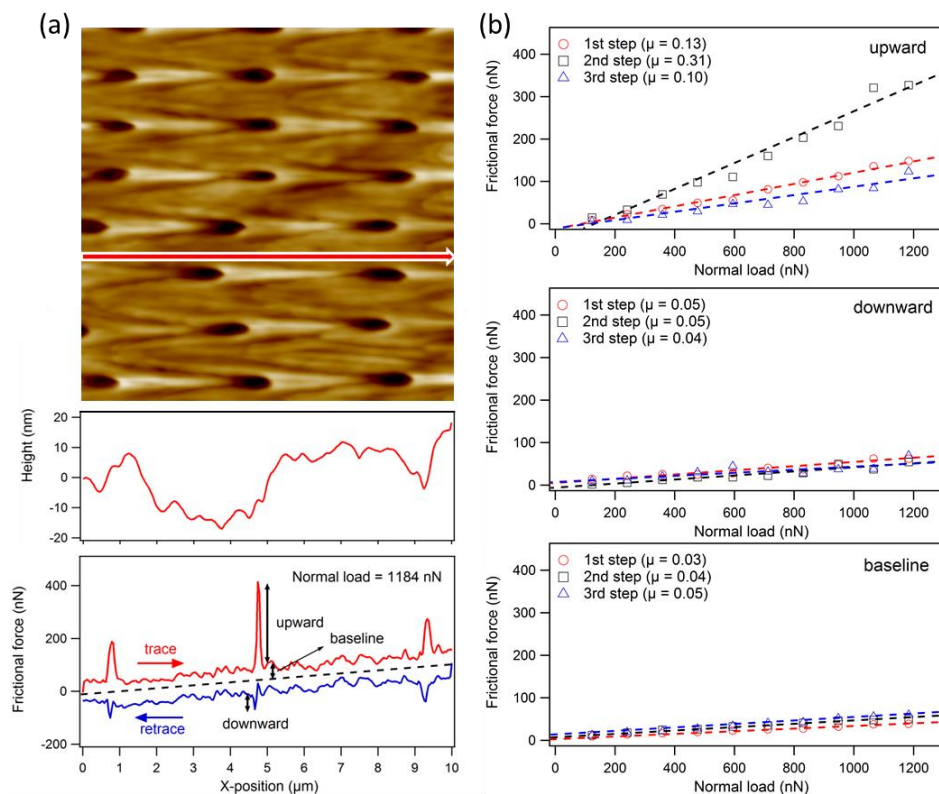 (a)
Height (nm)
20
10
0
-10
-20
Frictional force (nN)
400
200
0
-200
Normal load = 1184 nN
upward
baseline
trace
downward
retrace
0 1 2 3 4 5 6 7 8 9 10
X-position (μm)
(b)
Frictional force (nN)
400
300
200
100
0
1st step (μ = 0.13)
2nd step (μ = 0.31)
3rd step (μ = 0.10)
upward
0 200 400 600 800 1000 1200
Normal load (nN)
Frictional force (nN)
400
300
200
100
0
1st step (μ = 0.05)
2nd step (μ = 0.05)
3rd step (μ = 0.04)
downward
0 200 400 600 800 1000 1200
Normal load (nN)
Frictional force (nN)
400
300
200
100
0
1st step (μ = 0.03)
2nd step (μ = 0.04)
3rd step (μ = 0.05)
baseline
0 200 400 600 800 1000 1200
Normal load (nN)